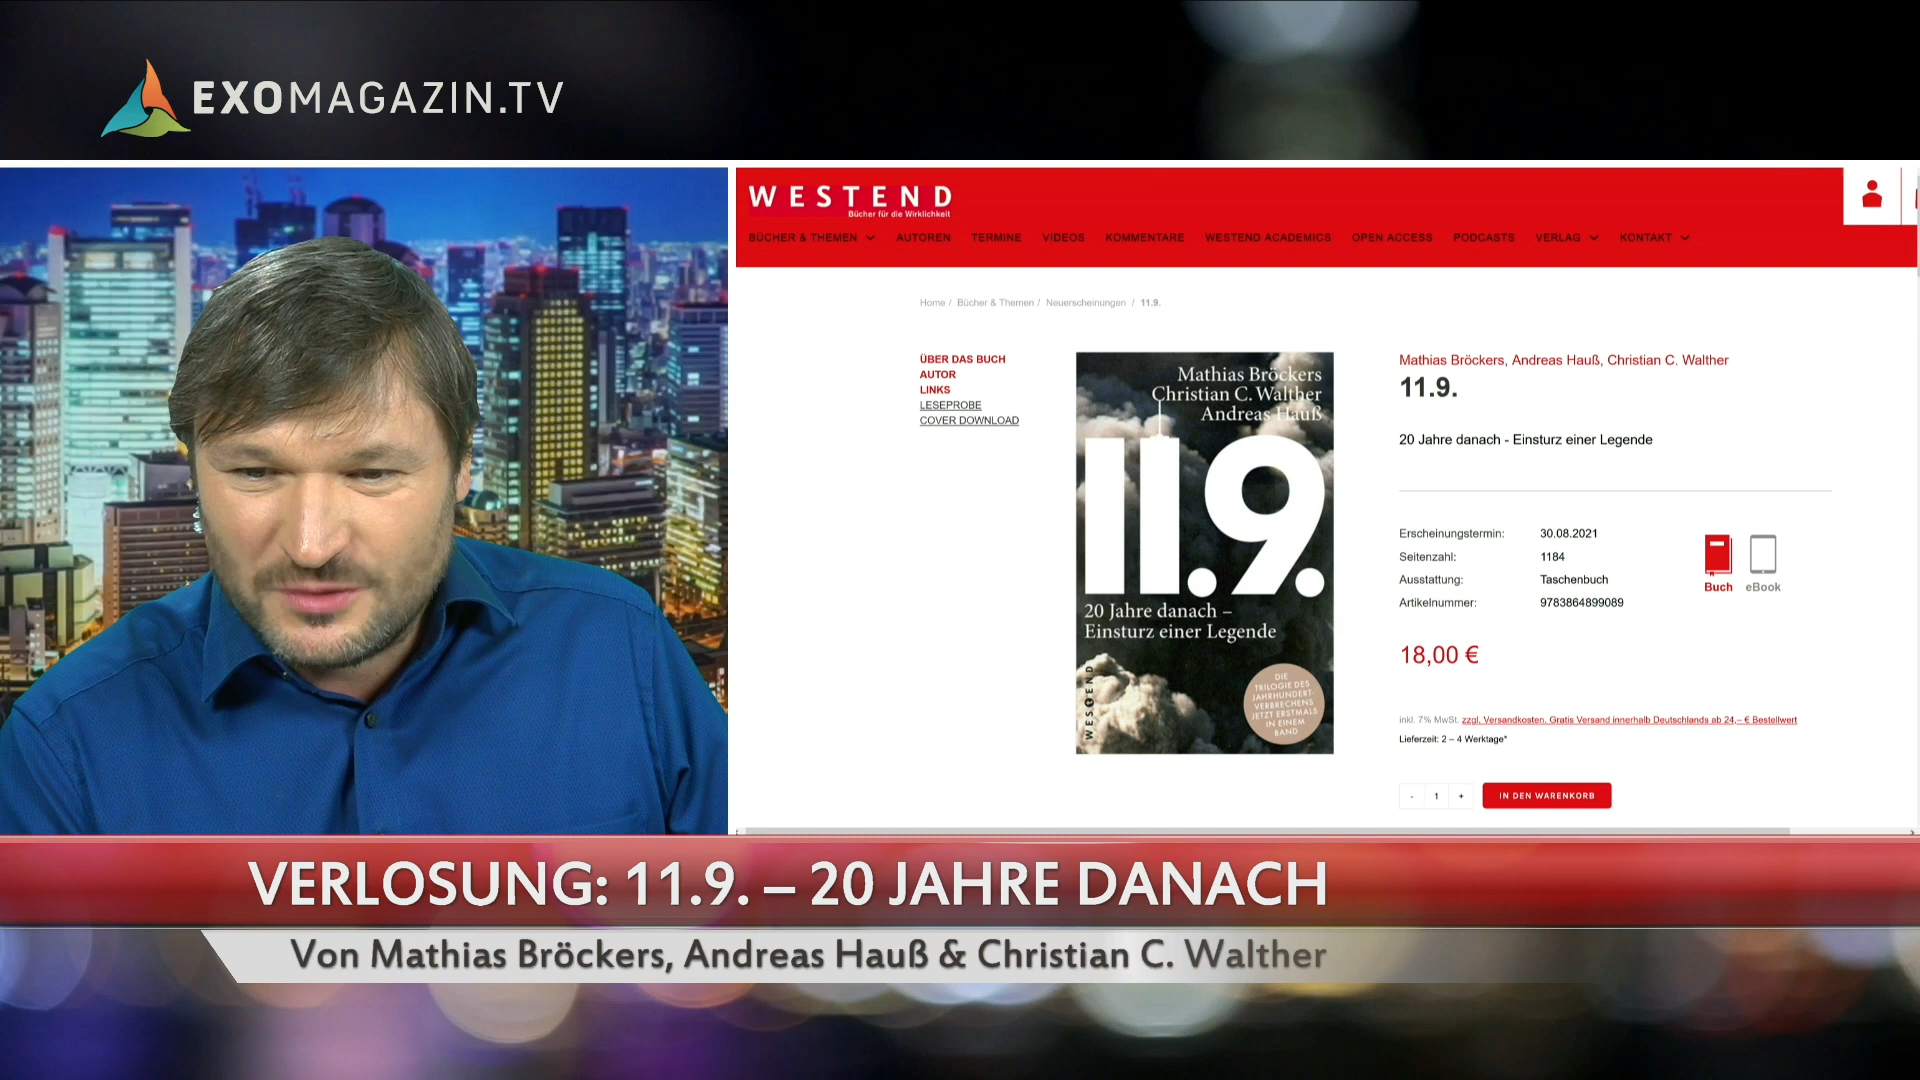 EXOMAGAZIN.TV
WESTEND
Bücher für die Wirklichkeit
BÜCHER & THEMEN AUTOREN TERMINE VIDEOS KOMMENTARE WESTEND ACADEMICS OPEN ACCESS PODCASTS VERLAG KONTAKT
Home / Bücher & Themen / Neuerscheinungen / 11.9.
ÜBER DAS BUCH
AUTOR
LINKS
LESEPROBE
COVER DOWNLOAD
Mathias Bröckers
Christian C. Walther
Andreas Hauß
11.9.
20 Jahre danach –
Einsturz einer Legende
WESTEND
DIE
TRILOGIE DES
JAHRHUNDERT-
VERBRECHENS
JETZT ERSTMALS
IN EINEM
BAND
Mathias Bröckers, Andreas Hauß, Christian C. Walther
11.9.
20 Jahre danach - Einsturz einer Legende
Erscheinungstermin: 30.08.2021
Seitenzahl: 1184
Ausstattung: Taschenbuch
Artikelnummer: 9783864899089
Buch eBook
18,00 €
inkl. 7% MwSt. zzgl. Versandkosten. Gratis Versand innerhalb Deutschlands ab 24,– € Bestellwert
Lieferzeit: 2 – 4 Werktage*
- 1 + IN DEN WARENKORB
VERLOSUNG: 11.9. – 20 JAHRE DANACH
Von Mathias Bröckers, Andreas Hauß & Christian C. Walther